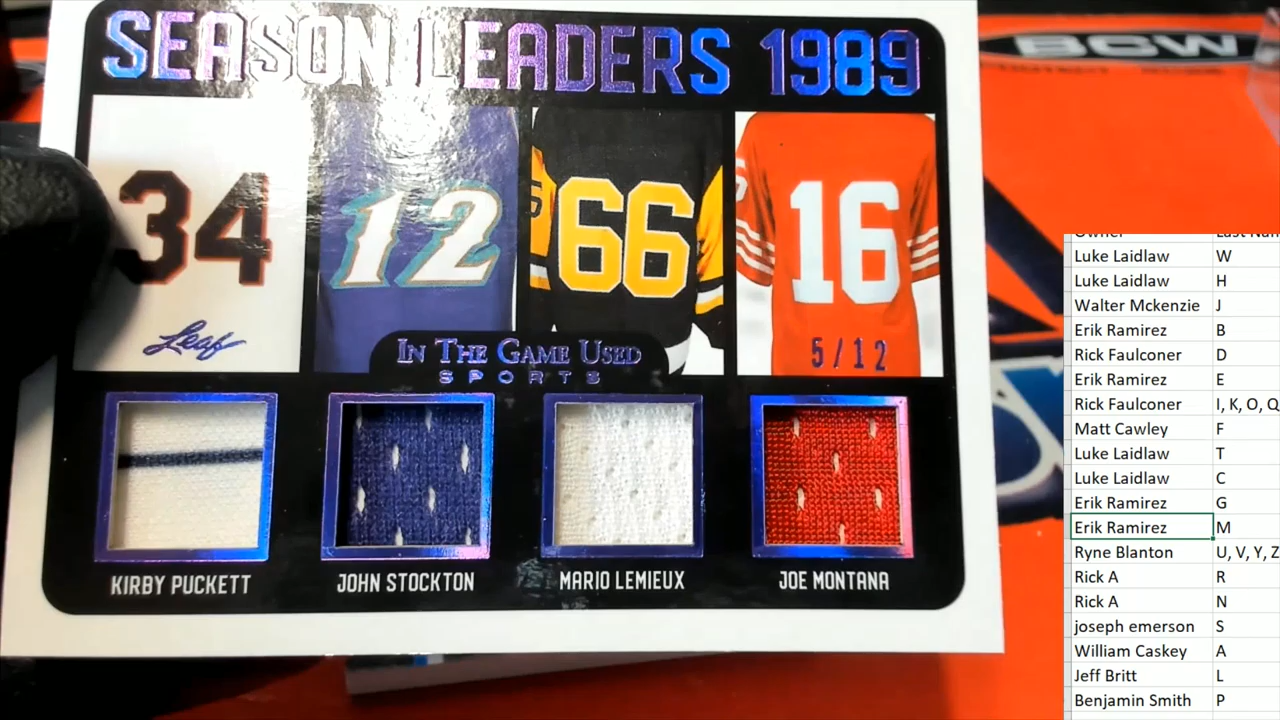 SEASON LEADERS 1989
BCW
34
12
66
16
Leaf
IN THE GAME USED
SPORTS
5/12
KIRBY PUCKETT
JOHN STOCKTON
MARIO LEMIEUX
JOE MONTANA
Luke Laidlaw W
Luke Laidlaw H
Walter Mckenzie J
Erik Ramirez B
Rick Faulconer D
Erik Ramirez E
Rick Faulconer I, K, O, Q
Matt Cawley F
Luke Laidlaw T
Luke Laidlaw C
Erik Ramirez G
Erik Ramirez M
Ryne Blanton U, V, Y, Z
Rick A R
Rick A N
joseph emerson S
William Caskey A
Jeff Britt L
Benjamin Smith P